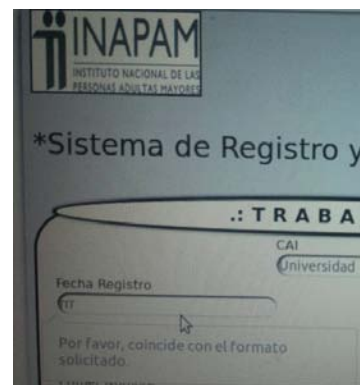 INAPAM
INSTITUTO NACIONAL DE LAS
PERSONAS ADULTAS MAYORES
*Sistema de Registro y
.: T R A B A
CAI
Universidad
Fecha Registro
Por favor, coincide con el formato
solicitado.